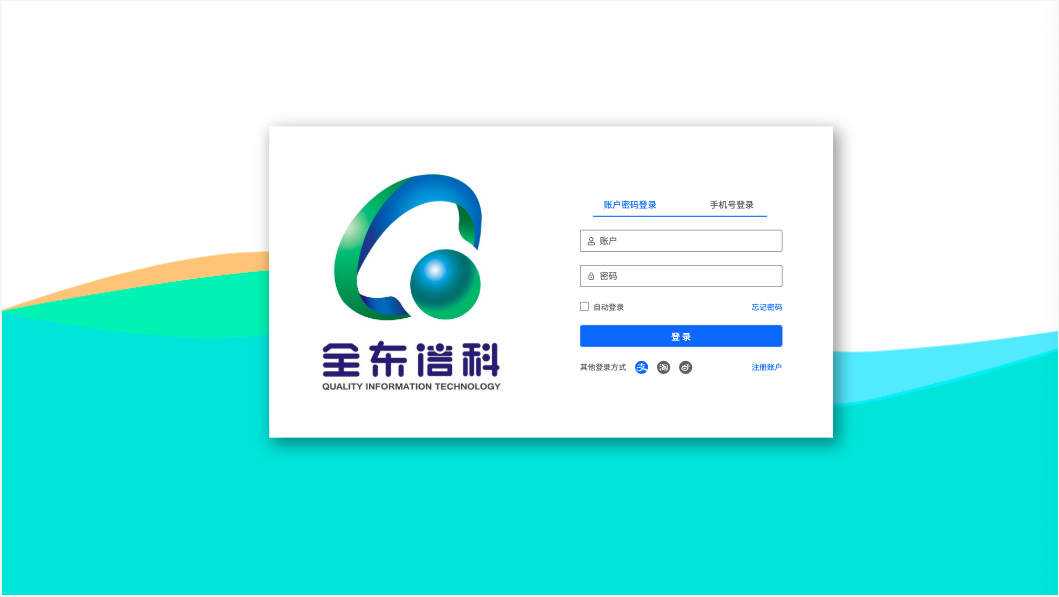 全东信科
QUALITY INFORMATION TECHNOLOGY
账户密码登录 手机号登录
账户
密码
自动登录 忘记密码
登 录
其他登录方式 支 淘 注册账户